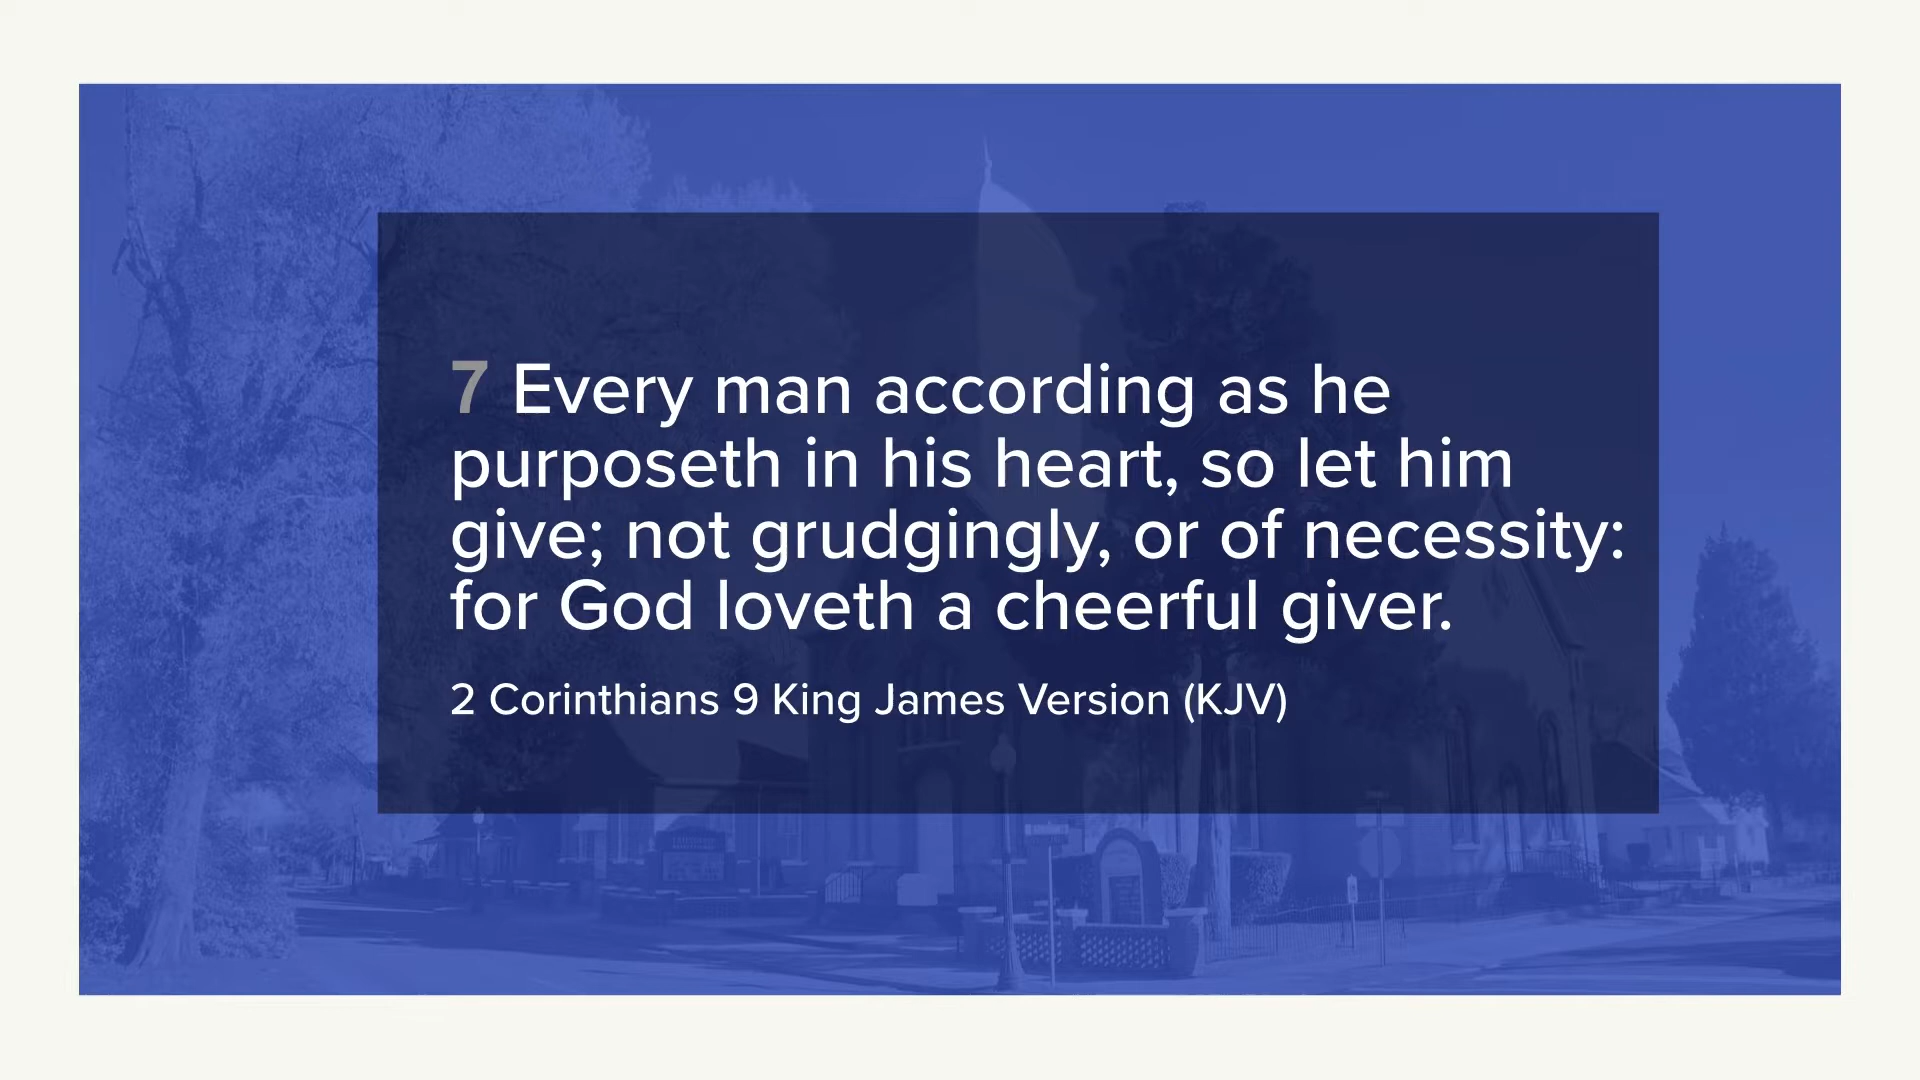 7 Every man according as he
purposeth in his heart, so let him
give; not grudgingly, or of necessity:
for God loveth a cheerful giver.
2 Corinthians 9 King James Version (KJV)